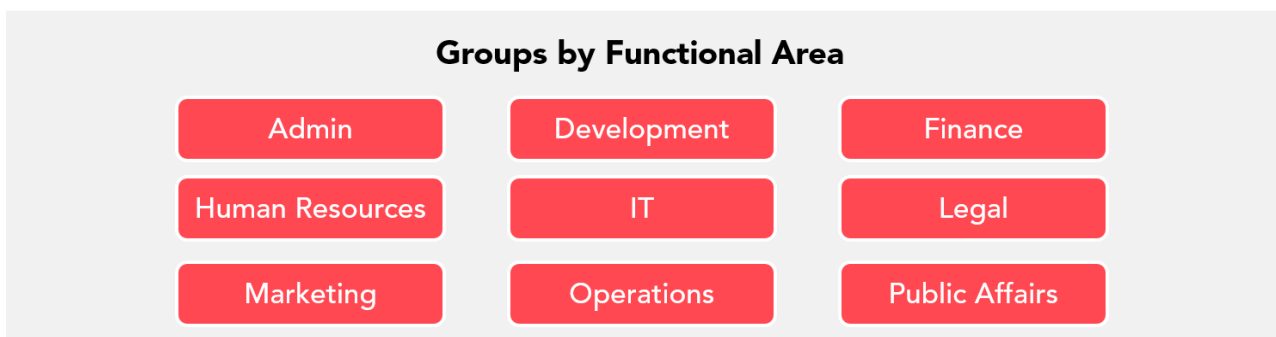 Groups by Functional Area
Admin Development Finance
Human Resources IT Legal
Marketing Operations Public Affairs